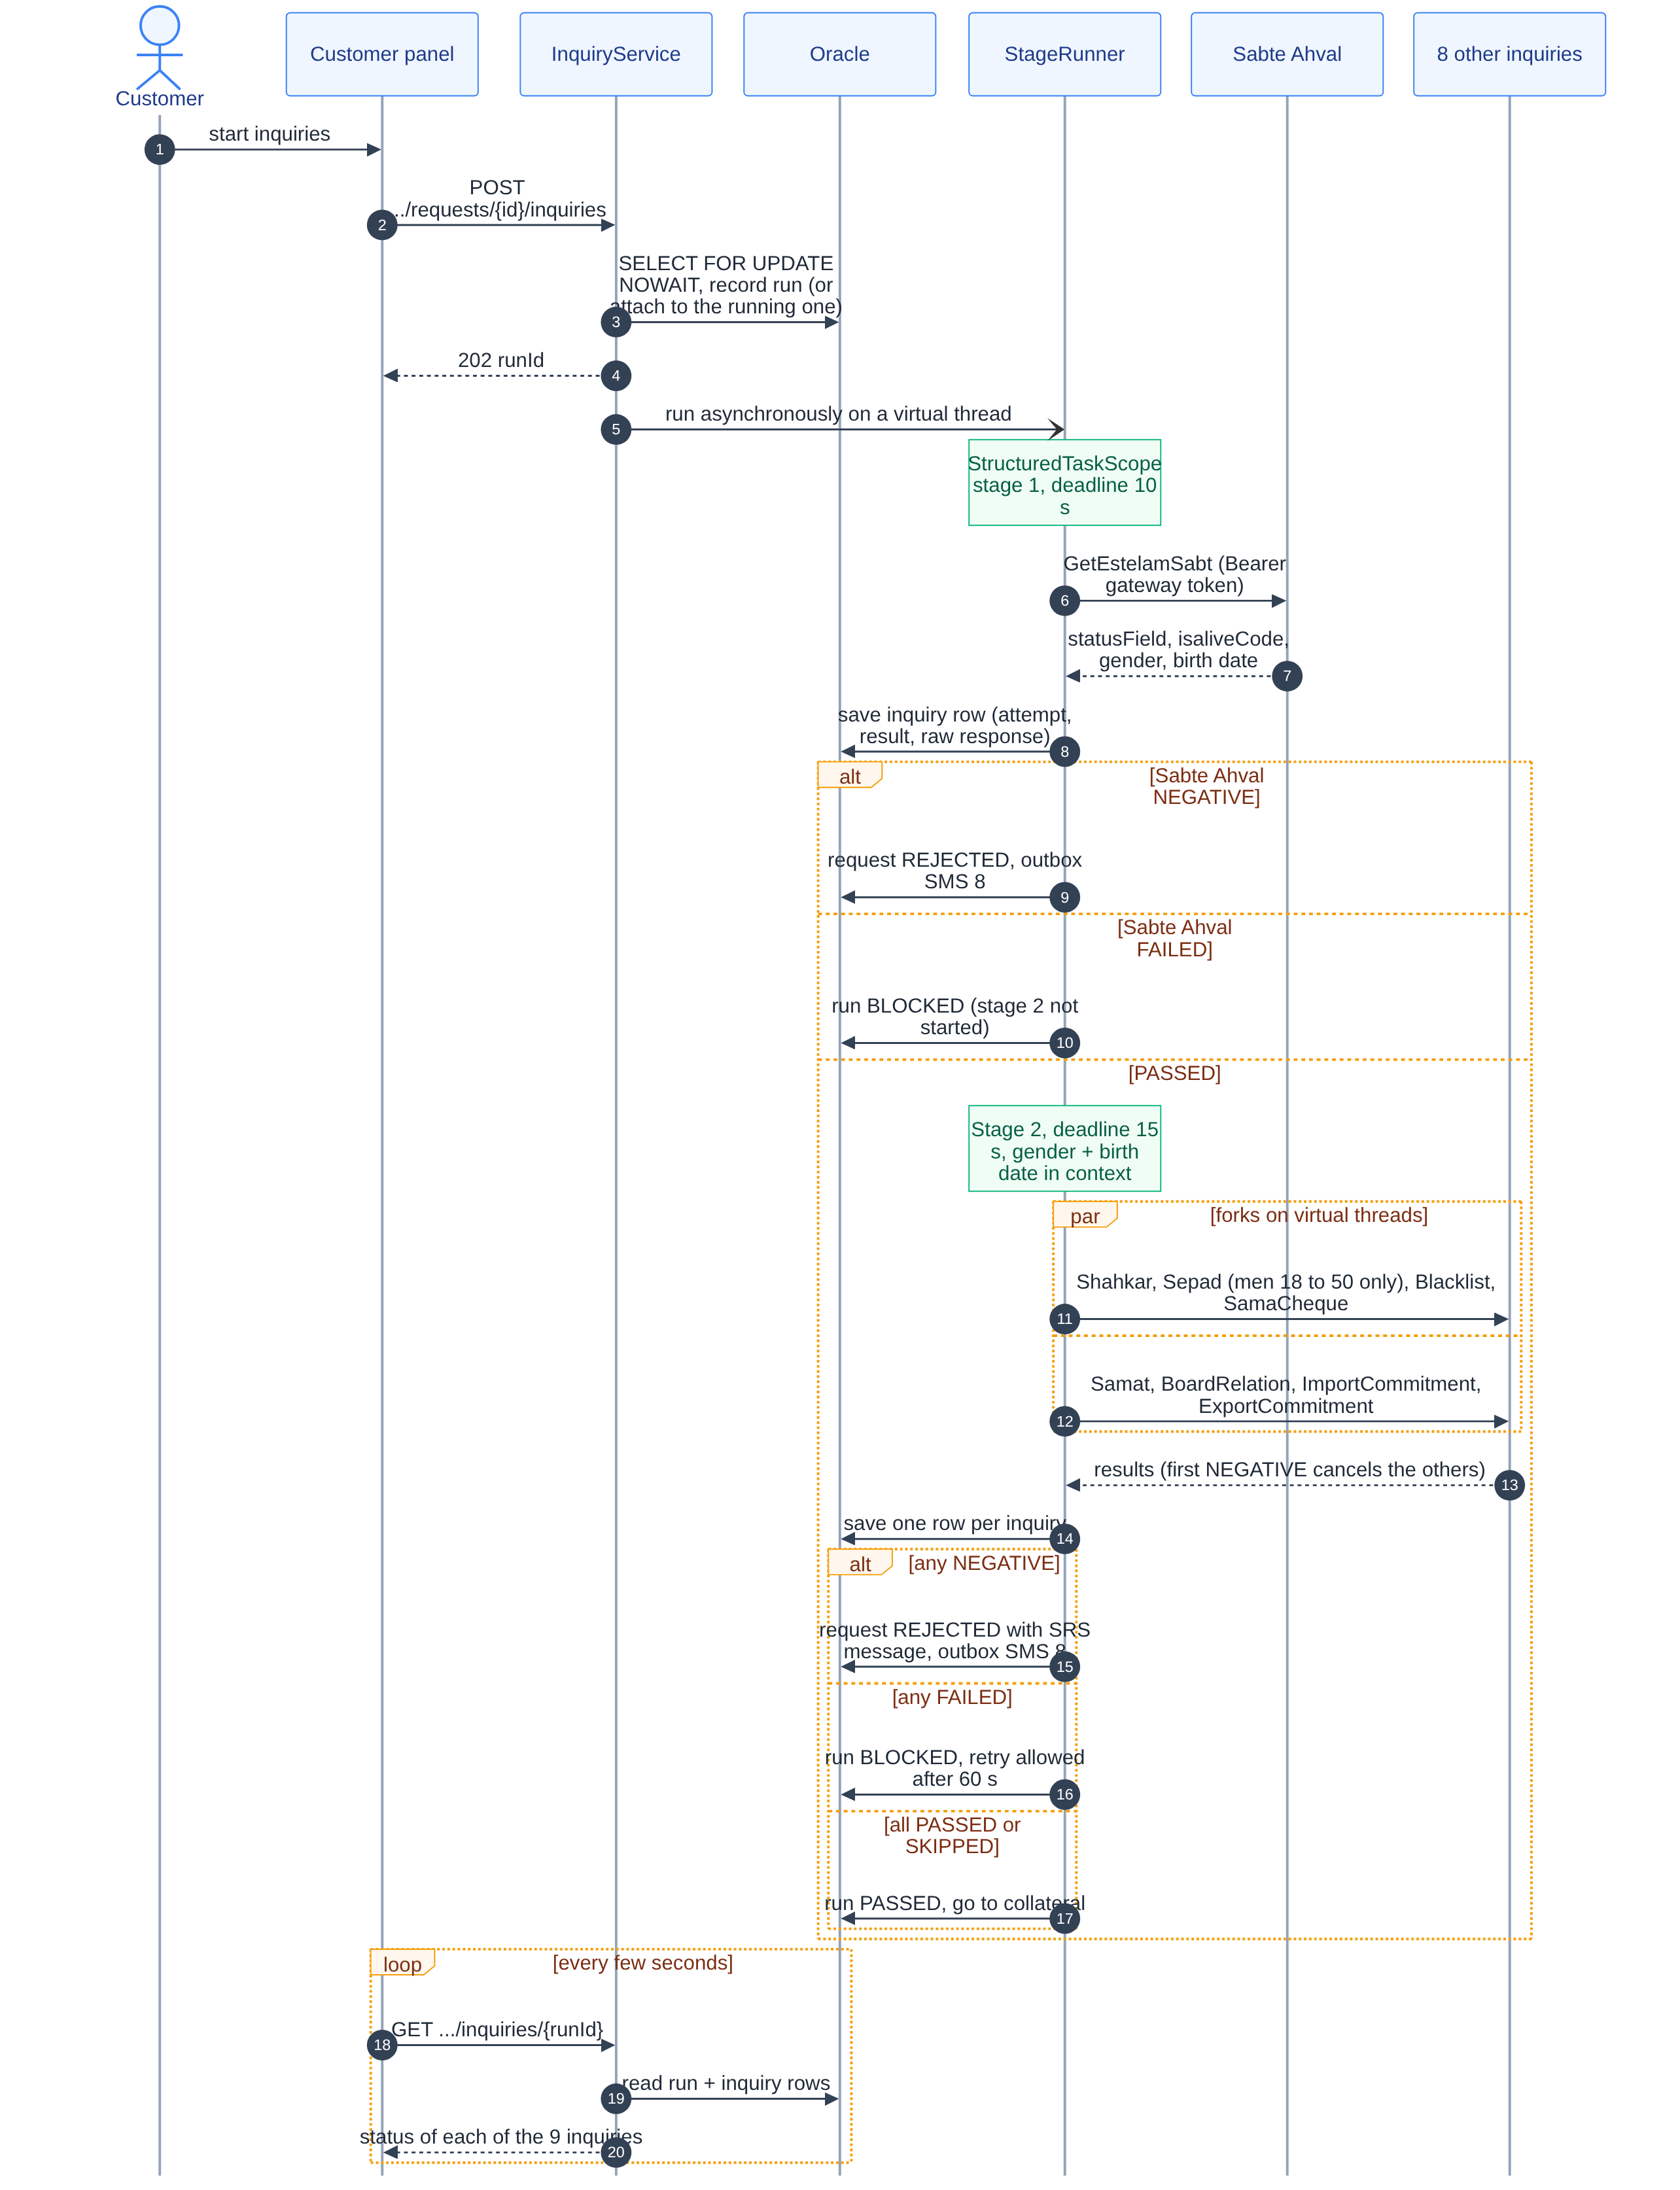 Customer
Customer panel
InquiryService
Oracle
StageRunner
Sabte Ahval
8 other inquiries
start inquiries
1
POST
../requests/{id}/inquiries
2
SELECT FOR UPDATE
NOWAIT, record run (or
attach to the running one)
3
202 runId
4
run asynchronously on a virtual thread
5
StructuredTaskScope
stage 1, deadline 10
s
GetEstelamSabt (Bearer
gateway token)
6
statusField, isaliveCode,
gender, birth date
7
save inquiry row (attempt,
result, raw response)
8
alt
[Sabte Ahval
NEGATIVE]
request REJECTED, outbox
SMS 8
9
[Sabte Ahval
FAILED]
run BLOCKED (stage 2 not
started)
10
[PASSED]
Stage 2, deadline 15
s, gender + birth
date in context
par
[forks on virtual threads]
Shahkar, Sepad (men 18 to 50 only), Blacklist,
SamaCheque
11
Samat, BoardRelation, ImportCommitment,
ExportCommitment
12
results (first NEGATIVE cancels the others)
13
save one row per inquiry
14
alt
[any NEGATIVE]
request REJECTED with SRS
message, outbox SMS 8
15
[any FAILED]
run BLOCKED, retry allowed
after 60 s
16
[all PASSED or
SKIPPED]
run PASSED, go to collateral
17
loop
[every few seconds]
GET .../inquiries/{runId}
18
read run + inquiry rows
19
status of each of the 9 inquiries
20